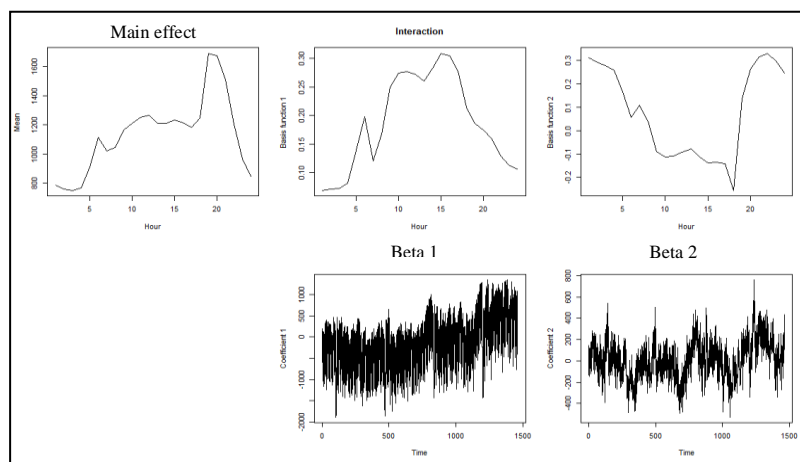 Main effect
Interaction
Mean
800 1000 1200 1400 1600
5 10 15 20
Hour
Basis function 1
0.10 0.15 0.20 0.25 0.30
5 10 15 20
Hour
Basis function 2
-0.2 -0.1 0.0 0.1 0.2 0.3
5 10 15 20
Hour
Beta 1
Beta 2
Coefficient 1
-2000 -1000 0 500 1000
0 500 1000 1500
Time
Coefficient 2
-400 -200 0 200 400 600 800
0 500 1000 1500
Time